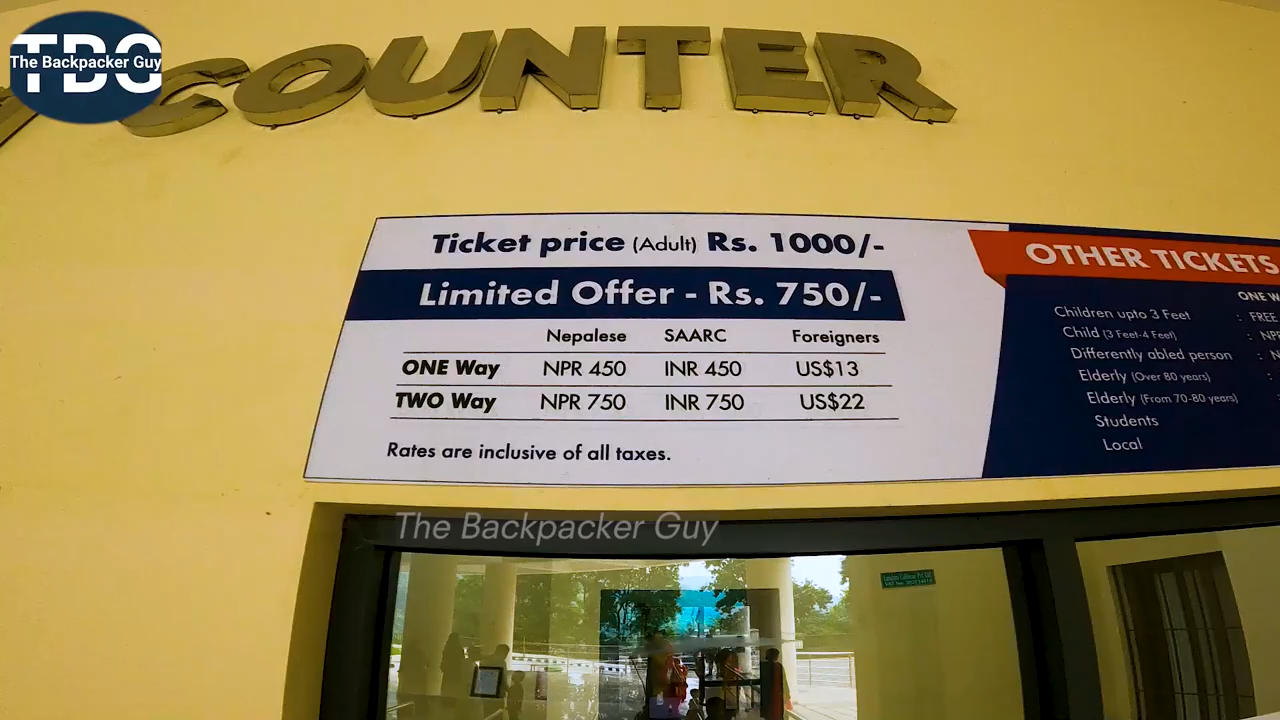 TBG
The Backpacker Guy
COUNTER
Ticket price (Adult) Rs. 1000/-
Limited Offer - Rs. 750/-
Nepalese SAARC Foreigners
ONE Way NPR 450 INR 450 US$13
TWO Way NPR 750 INR 750 US$22
Rates are inclusive of all taxes.
OTHER TICKETS
ONE W
Children upto 3 Feet : FREE
Child (3 Feet-4 Feet) : NP
Differently abled person : N
Elderly (Over 80 years) :
Elderly (From 70-80 years)
Students
Local
The Backpacker Guy